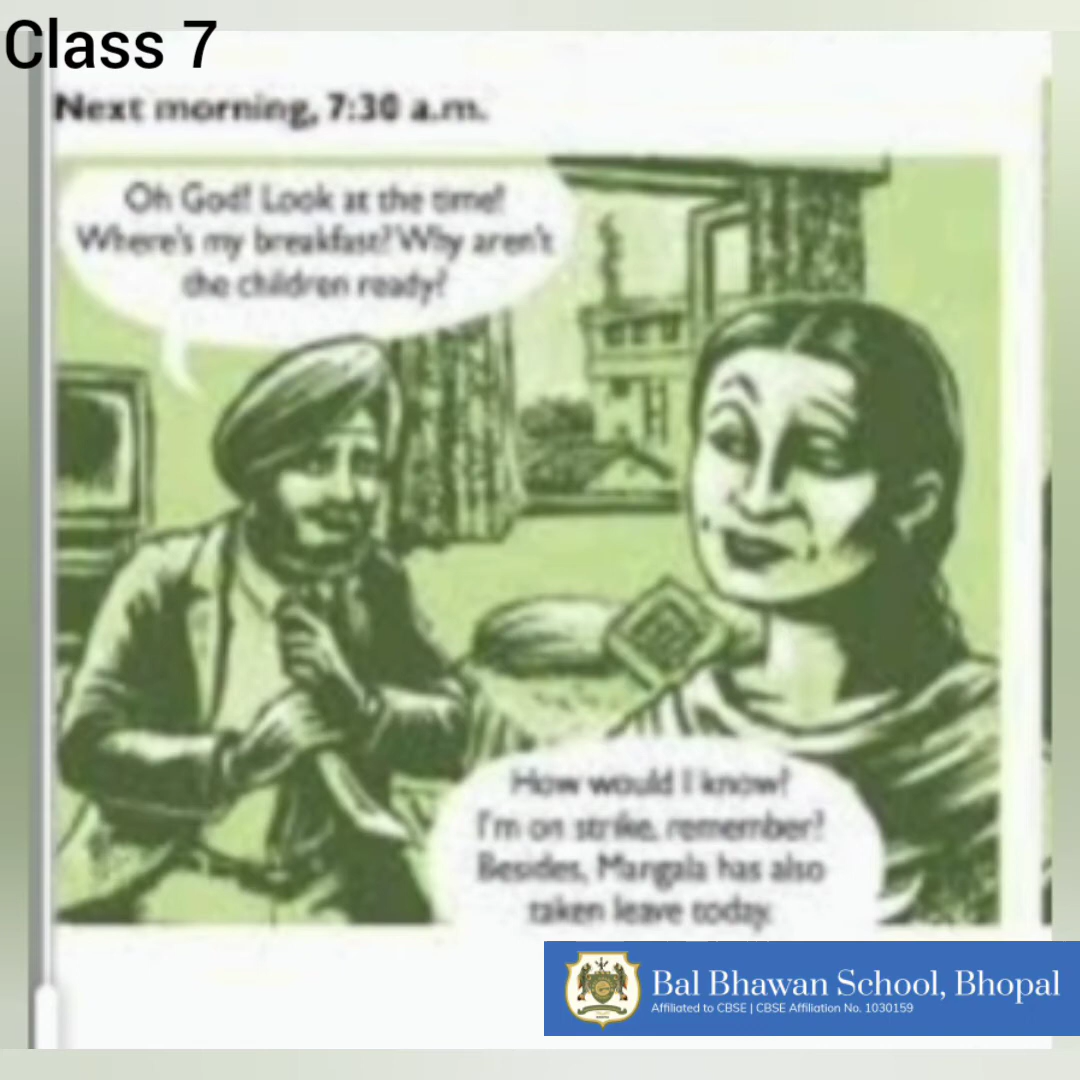 Class 7
Next morning, 7:30 a.m.
Oh God! Look at the time!
Where's my breakfast? Why aren't
the children ready?
How would I know?
I'm on strike, remember?
Besides, Mangala has also
taken leave today.
Bal Bhawan School, Bhopal
Affiliated to CBSE | CBSE Affiliation No. 1030159